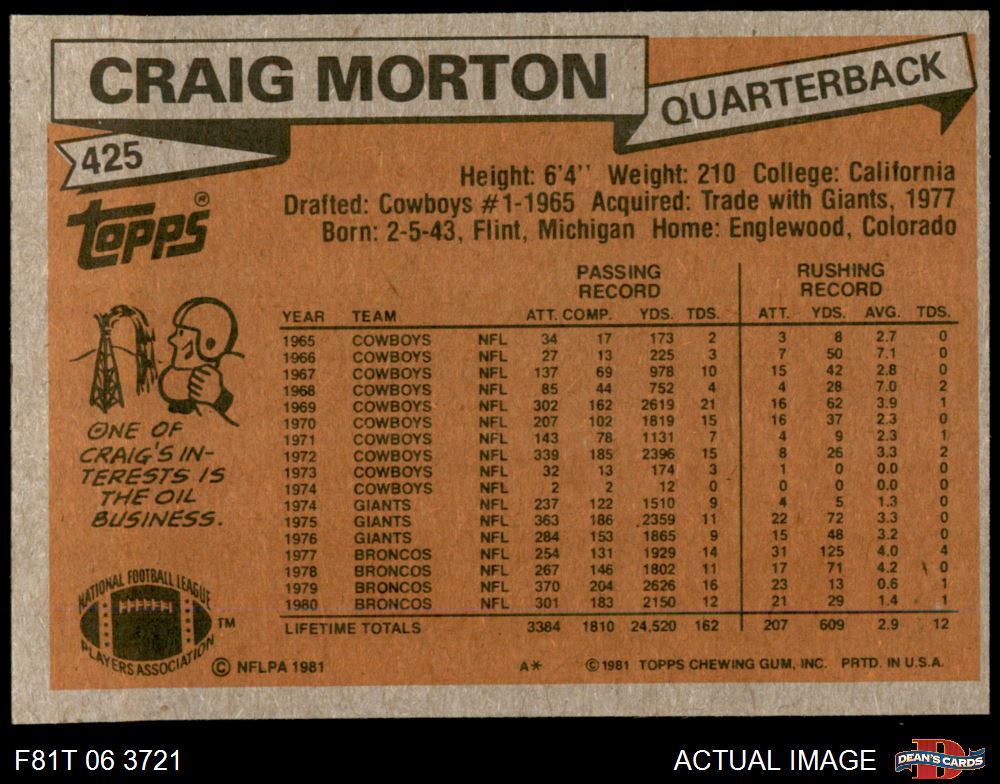 CRAIG MORTON
QUARTERBACK
425
Topps®
Height: 6'4'' Weight: 210 College: California
Drafted: Cowboys #1-1965 Acquired: Trade with Giants, 1977
Born: 2-5-43, Flint, Michigan Home: Englewood, Colorado
ONE OF
CRAIG'S IN-
TERESTS IS
THE OIL
BUSINESS.
PASSING RUSHING
RECORD RECORD
YEAR TEAM ATT. COMP. YDS. TDS. ATT. YDS. AVG. TDS.
1965 COWBOYS NFL 34 17 173 2 3 8 2.7 0
1966 COWBOYS NFL 27 13 225 3 7 50 7.1 0
1967 COWBOYS NFL 137 69 978 10 15 42 2.8 0
1968 COWBOYS NFL 85 44 752 4 4 28 7.0 2
1969 COWBOYS NFL 302 162 2619 21 16 62 3.9 1
1970 COWBOYS NFL 207 102 1819 15 16 37 2.3 0
1971 COWBOYS NFL 143 78 1131 7 4 9 2.3 1
1972 COWBOYS NFL 339 185 2396 15 8 26 3.3 2
1973 COWBOYS NFL 32 13 174 3 1 0 0.0 0
1974 COWBOYS NFL 2 2 12 0 0 0 0.0 0
1974 GIANTS NFL 237 122 1510 9 4 5 1.3 0
1975 GIANTS NFL 363 186 2359 11 22 72 3.3 0
1976 GIANTS NFL 284 153 1865 9 15 48 3.2 0
1977 BRONCOS NFL 254 131 1929 14 31 125 4.0 4
1978 BRONCOS NFL 267 146 1802 11 17 71 4.2 0
1979 BRONCOS NFL 370 204 2626 16 23 13 0.6 1
1980 BRONCOS NFL 301 183 2150 12 21 29 1.4 1
LIFETIME TOTALS 3384 1810 24,520 162 207 609 2.9 12
NATIONAL FOOTBALL LEAGUE
PLAYERS ASSOCIATION TM
© NFLPA 1981 A* ©1981 TOPPS CHEWING GUM, INC. PRTD. IN U.S.A.
F81T 06 3721 ACTUAL IMAGE D DEAN'S CARDS